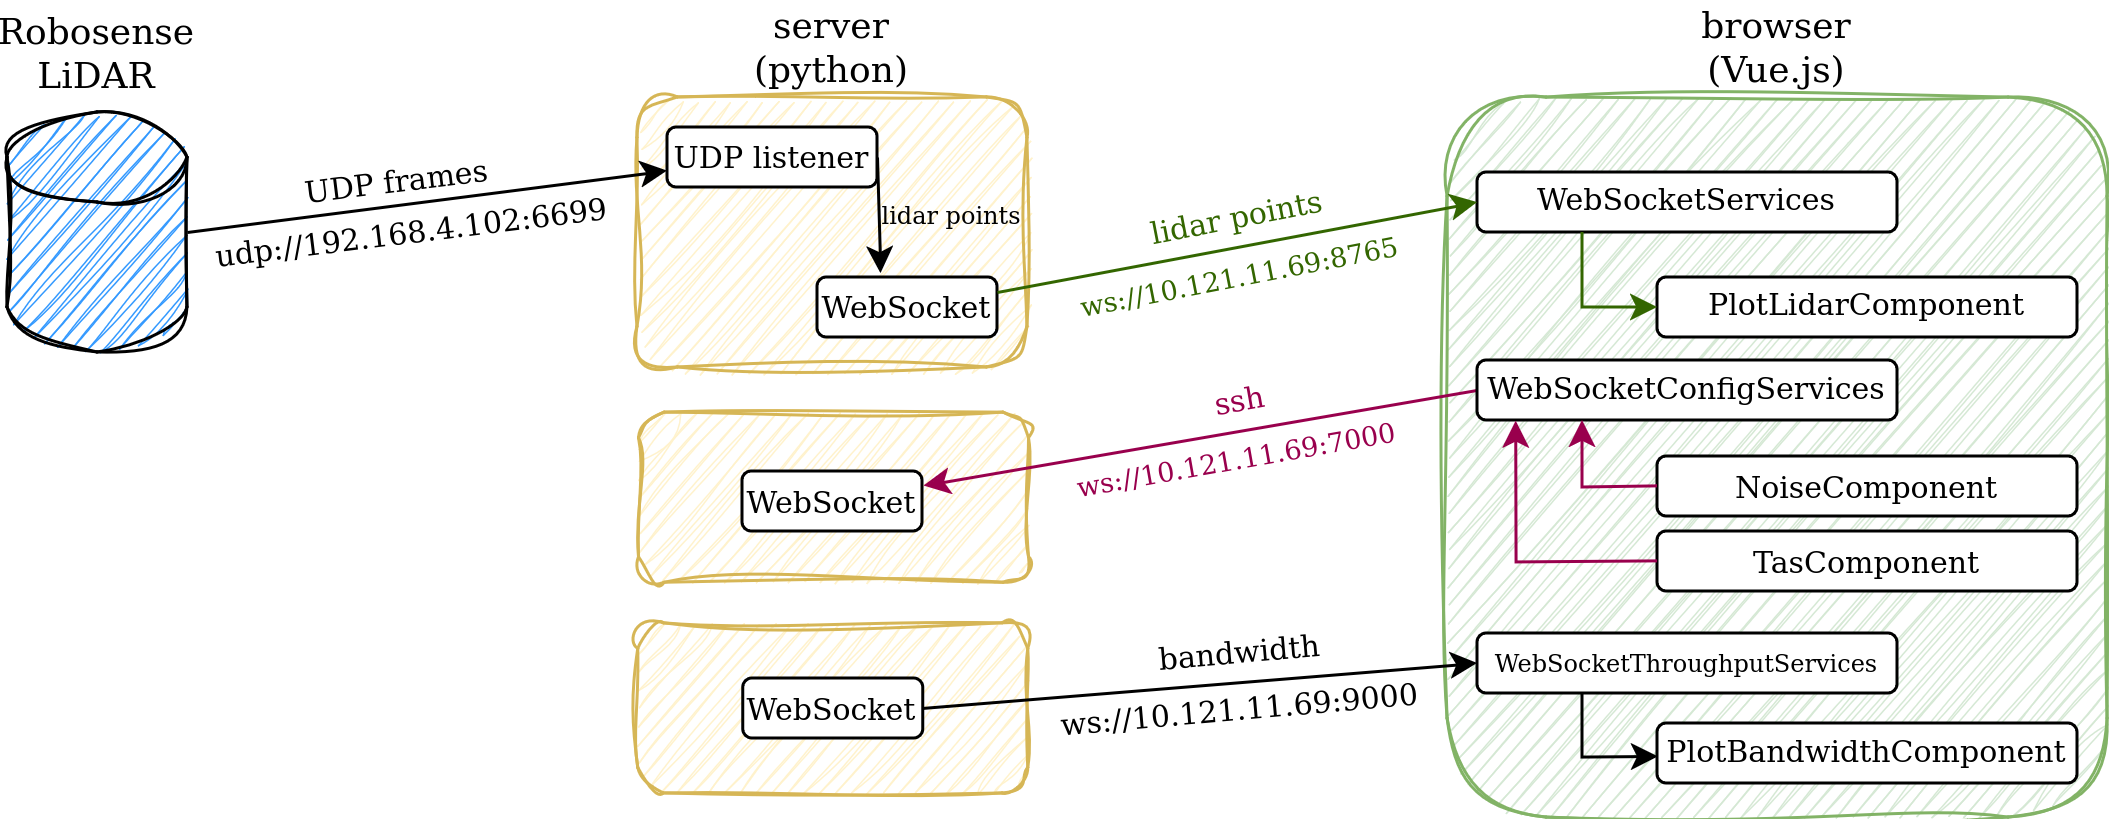 Robosense
LiDAR
server
(python)
browser
(Vue.js)
UDP frames
udp://192.168.4.102:6699
UDP listener
lidar points
WebSocket
lidar points
ws://10.121.11.69:8765
WebSocketServices
PlotLidarComponent
ssh
ws://10.121.11.69:7000
WebSocket
WebSocketConfigServices
NoiseComponent
TasComponent
WebSocket
bandwidth
ws://10.121.11.69:9000
WebSocketThroughputServices
PlotBandwidthComponent